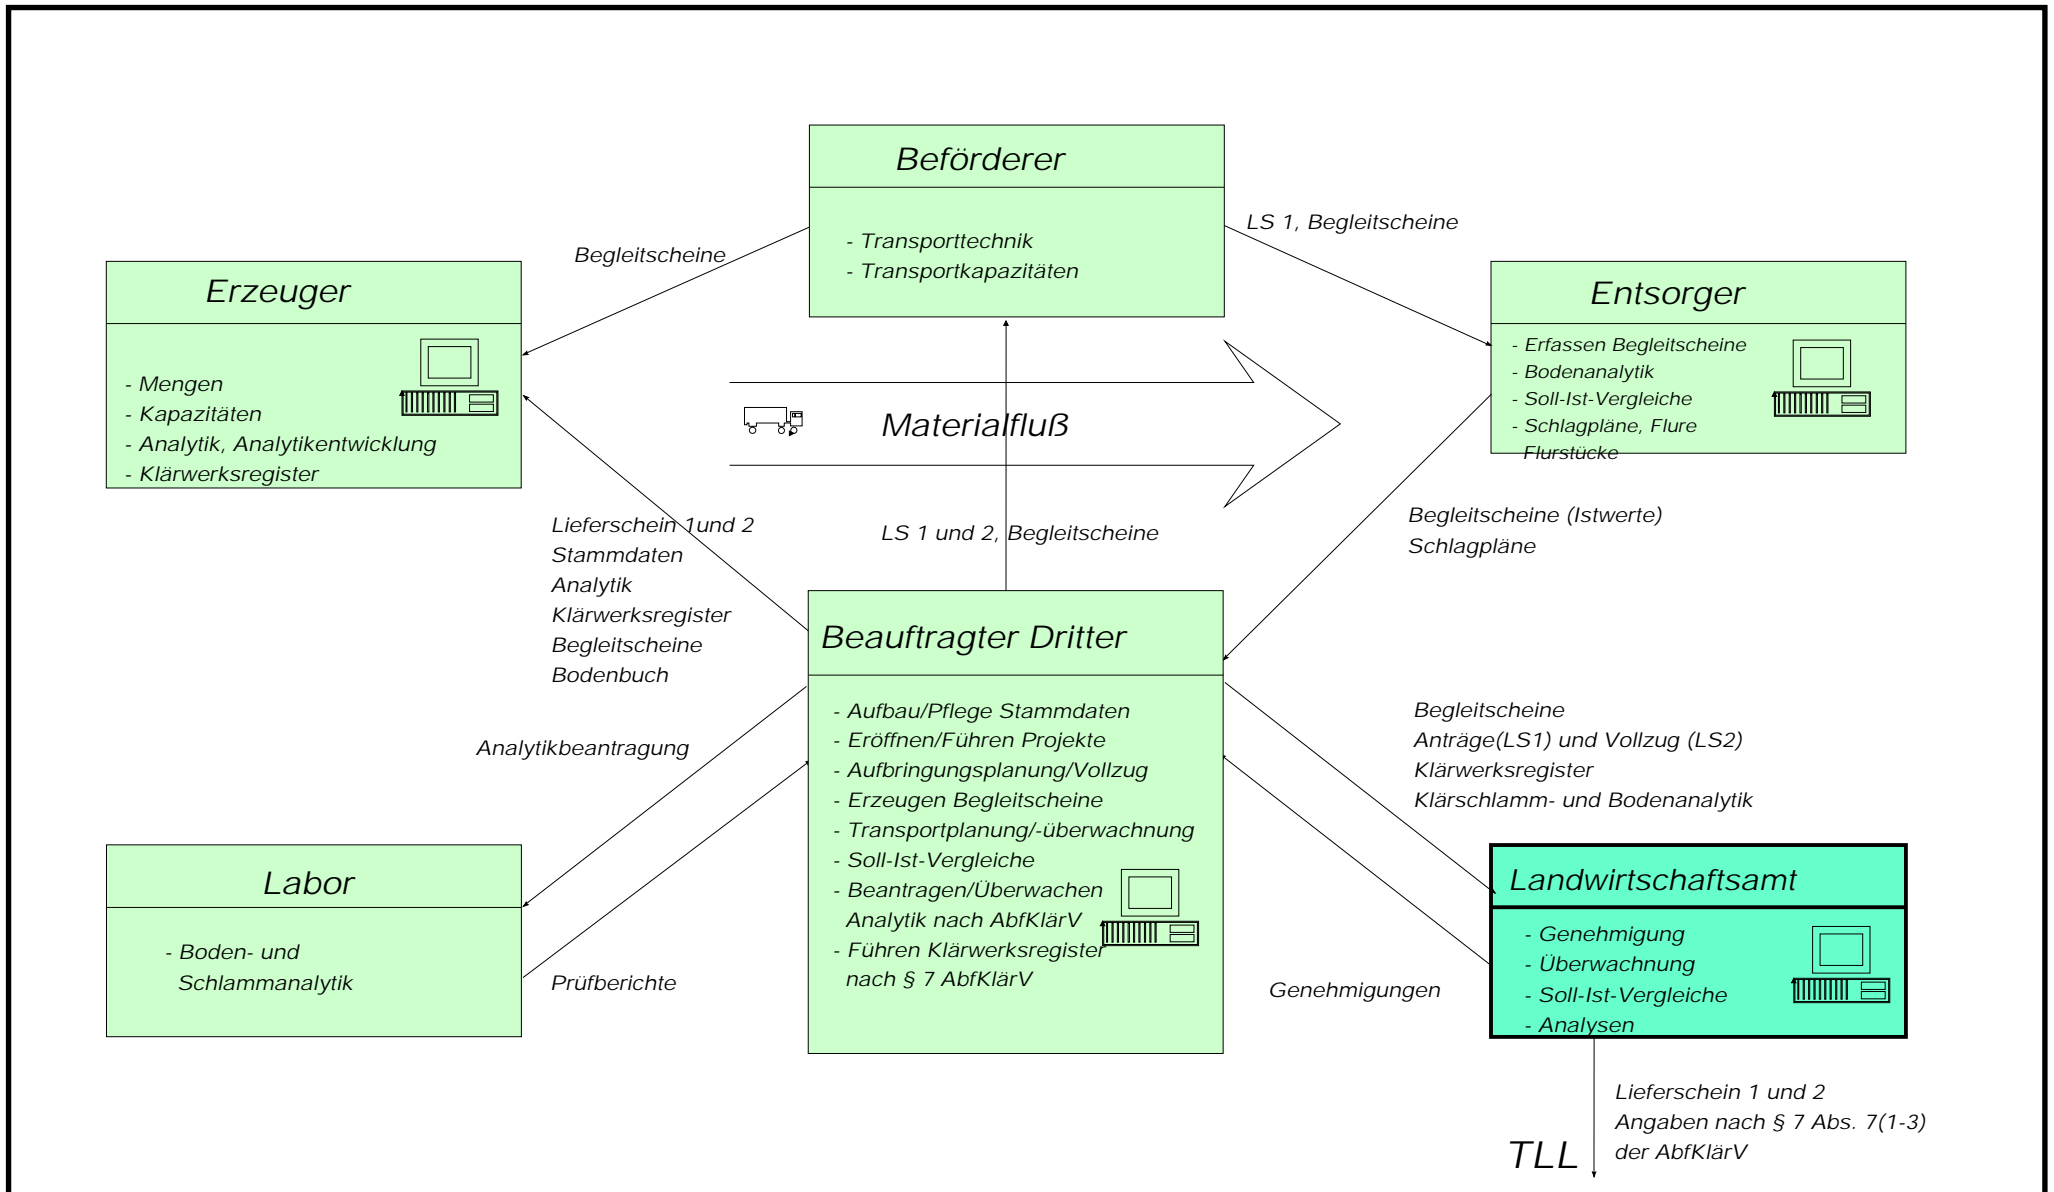 Beförderer
- Transporttechnik
- Transportkapazitäten
Begleitscheine
LS 1, Begleitscheine
Erzeuger
- Mengen
- Kapazitäten
- Analytik, Analytikentwicklung
- Klärwerksregister
Entsorger
- Erfassen Begleitscheine
- Bodenanalytik
- Soll-Ist-Vergleiche
- Schlagpläne, Flure
Flurstücke
Materialfluß
Lieferschein 1und 2
Stammdaten
Analytik
Klärwerksregister
Begleitscheine
Bodenbuch
LS 1 und 2, Begleitscheine
Begleitscheine (Istwerte)
Schlagpläne
Beauftragter Dritter
- Aufbau/Pflege Stammdaten
- Eröffnen/Führen Projekte
- Aufbringungsplanung/Vollzug
- Erzeugen Begleitscheine
- Transportplanung/-überwachnung
- Soll-Ist-Vergleiche
- Beantragen/Überwachen
Analytik nach AbfKlärV
- Führen Klärwerksregister
nach § 7 AbfKlärV
Analytikbeantragung
Begleitscheine
Anträge(LS1) und Vollzug (LS2)
Klärwerksregister
Klärschlamm- und Bodenanalytik
Labor
- Boden- und
Schlammanalytik
Prüfberichte
Genehmigungen
Landwirtschaftsamt
- Genehmigung
- Überwachnung
- Soll-Ist-Vergleiche
- Analysen
Lieferschein 1 und 2
Angaben nach § 7 Abs. 7(1-3)
der AbfKlärV
TLL